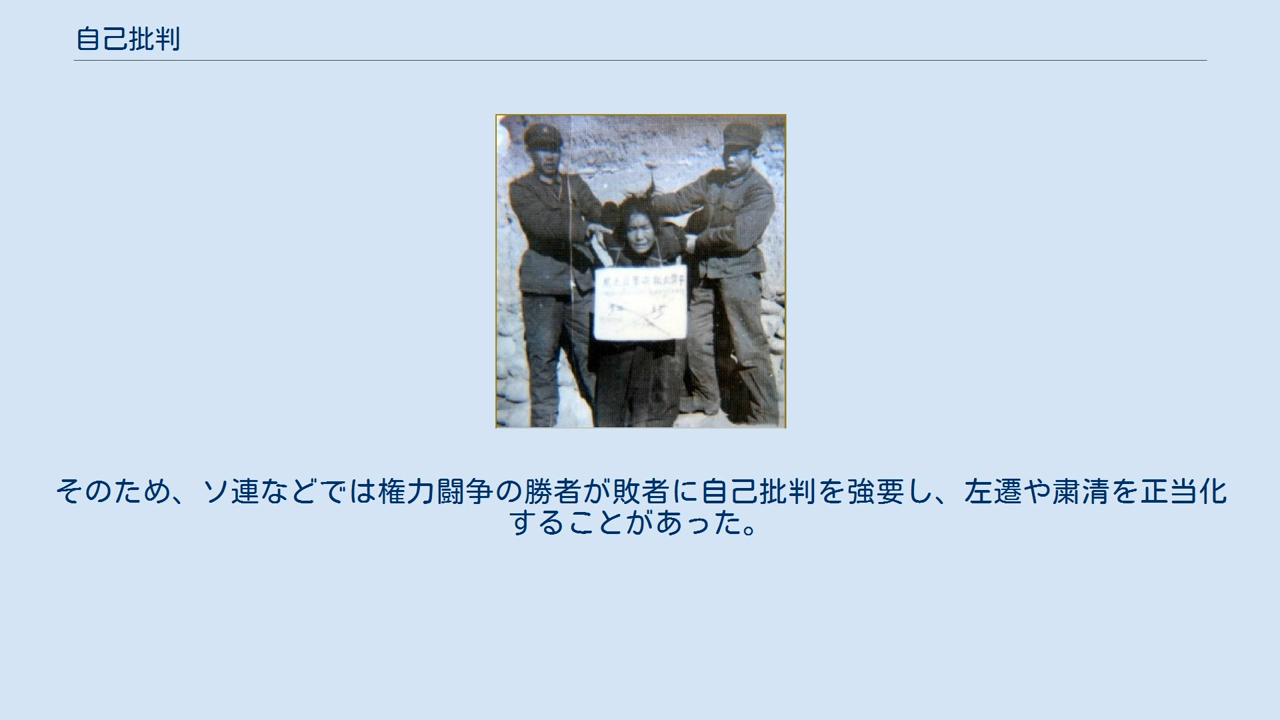 自己批判
そのため、ソ連などでは権力闘争の勝者が敗者に自己批判を強要し、左遷や粛清を正当化
することがあった。